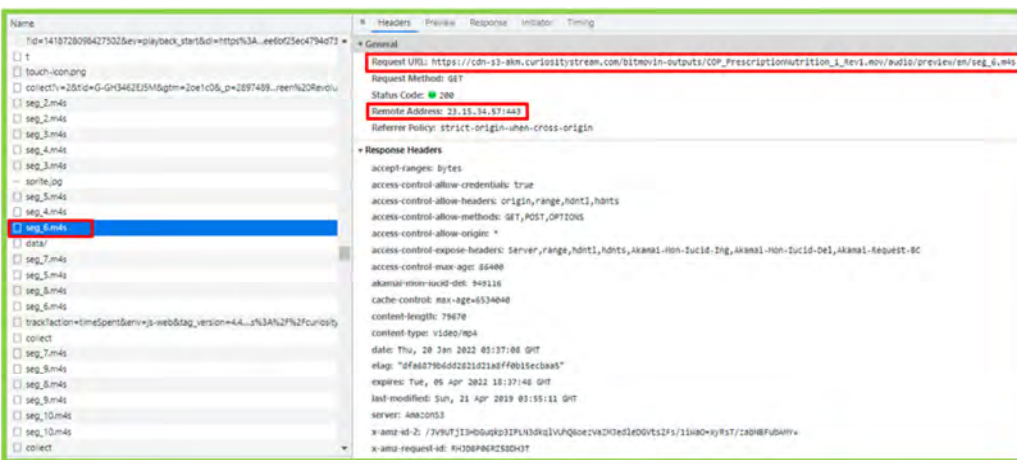 Name
?id=1418728098427502&ev=playback_start&dl=https%3A...ee6bf25ec4794d73
t
touch-icon.png
collect?v=2&tid=G-GH3462EJ5M&gtm=2oe1c0&_p=2897489...reen%20Revolu
seg_2.m4s
seg_2.m4s
seg_3.m4s
seg_4.m4s
seg_3.m4s
sprite.jpg
seg_5.m4s
seg_4.m4s
seg_6.m4s
data/
seg_7.m4s
seg_5.m4s
seg_8.m4s
seg_6.m4s
track?action=timeSpent&env=js-web&tag_version=4.4...s%3A%2F%2Fcuriosity
collect
seg_7.m4s
seg_9.m4s
seg_8.m4s
seg_9.m4s
seg_10.m4s
seg_10.m4s
collect
Headers Preview Response Initiator Timing
General
Request URL: https://cdn-s3-akm.curiositystream.com/bitmovin-outputs/COP_PrescriptionNutrition_1_Rev1.mov/audio/preview/en/seg_6.m4s
Request Method: GET
Status Code: 200
Remote Address: 23.15.34.57:443
Referrer Policy: strict-origin-when-cross-origin
Response Headers
accept-ranges: bytes
access-control-allow-credentials: true
access-control-allow-headers: origin,range,hdntl,hdnts
access-control-allow-methods: GET,POST,OPTIONS
access-control-allow-origin: *
access-control-expose-headers: Server,range,hdntl,hdnts,Akamai-Mon-Iucid-Ing,Akamai-Mon-Iucid-Del,Akamai-Request-BC
access-control-max-age: 86400
akamai-mon-iucid-del: 949116
cache-control: max-age=6534040
content-length: 79670
content-type: video/mp4
date: Thu, 20 Jan 2022 03:37:08 GMT
etag:
expires: Tue, 05 Apr 2022 18:37:48 GMT
last-modified: Sun, 21 Apr 2019 03:55:11 GMT
server: AmazonS3
x-amz-id-2:
x-amz-request-id: